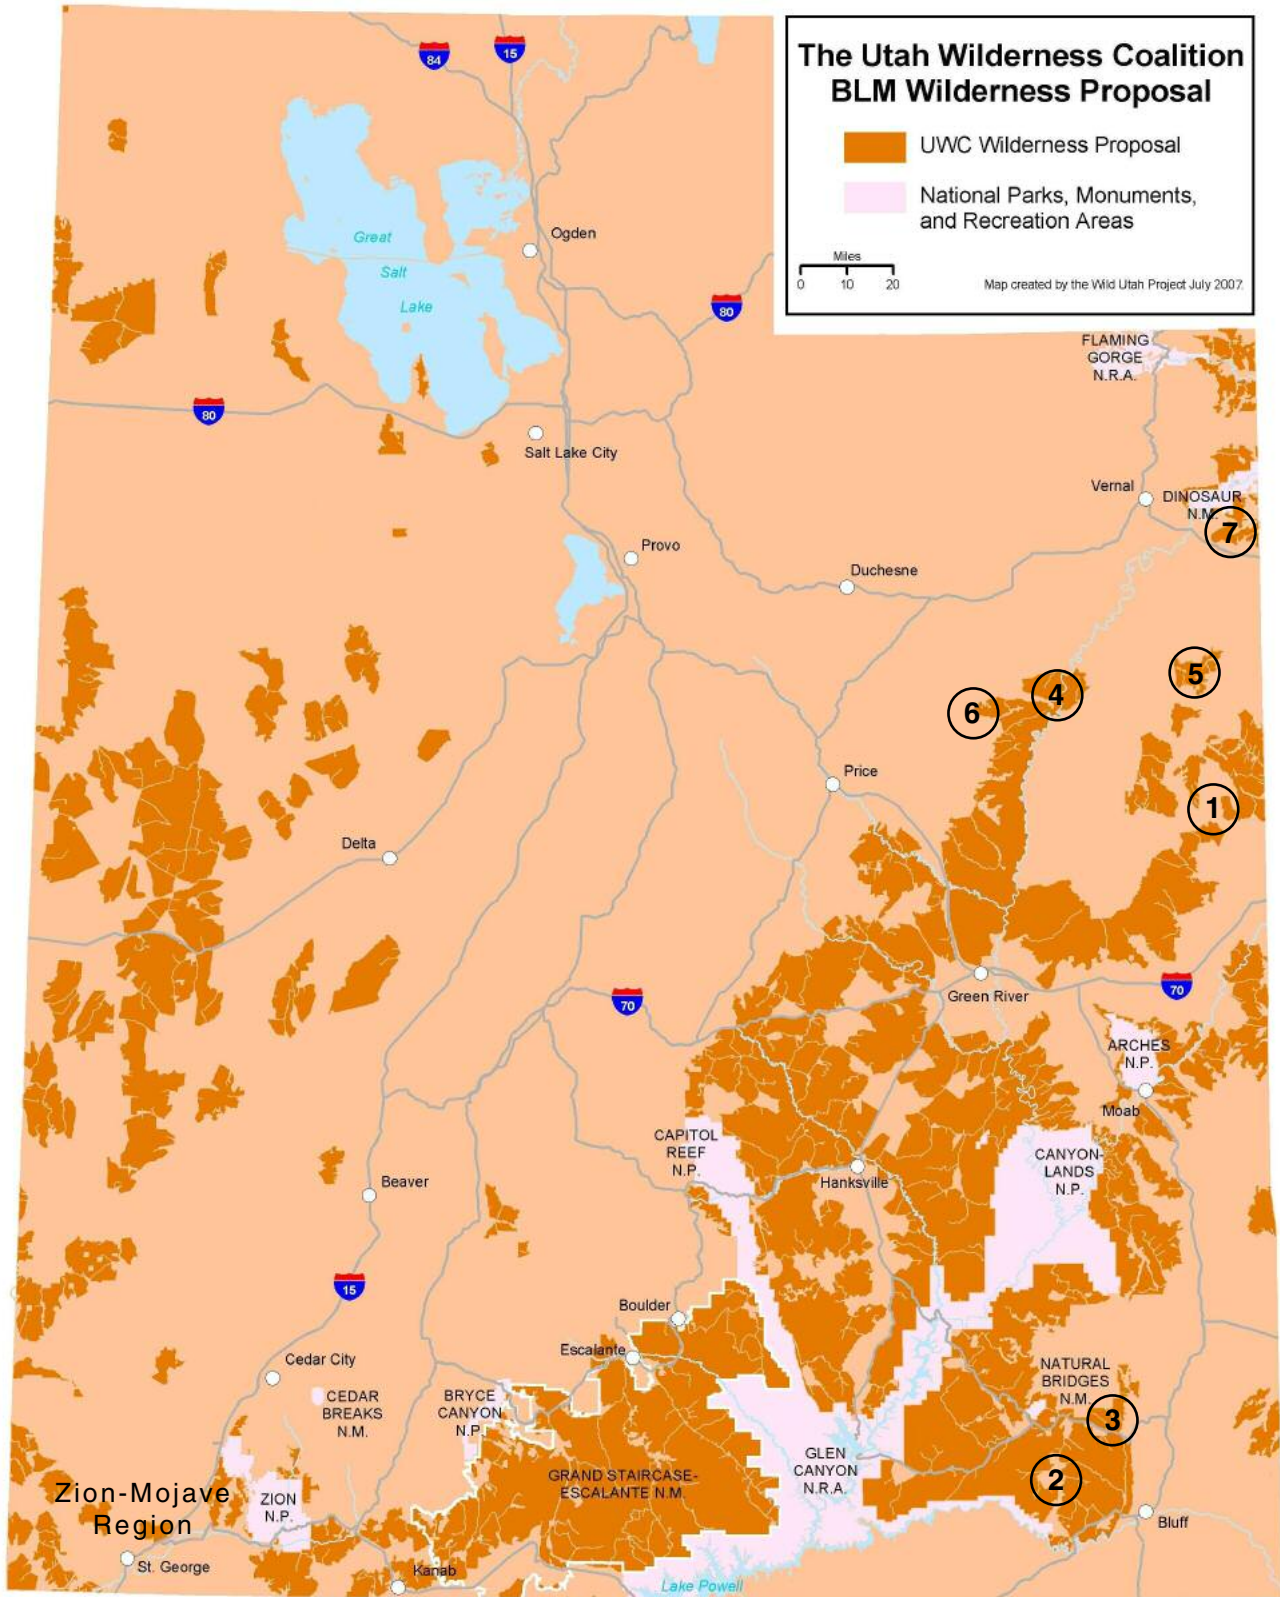 The Utah Wilderness Coalition
BLM Wilderness Proposal
UWC Wilderness Proposal
National Parks, Monuments,
and Recreation Areas
Miles
0 10 20
Map created by the Wild Utah Project July 2007.
84
15
Ogden
Great
Salt
Lake
80
FLAMING
GORGE
N.R.A.
80
Salt Lake City
Vernal
DINOSAUR
N.M.
7
Provo
Duchesne
5
4
6
Price
1
Delta
Green River
70
70
ARCHES
N.P.
Moab
CAPITOL
REEF
N.P.
CANYON-
LANDS
N.P.
Hanksville
Beaver
15
Boulder
Escalante
Cedar City
CEDAR
BREAKS
N.M.
BRYCE
CANYON
N.P.
NATURAL
BRIDGES
N.M.
3
GLEN
CANYON
N.R.A.
GRAND STAIRCASE-
ESCALANTE N.M.
2
Zion-Mojave
Region
ZION
N.P.
Bluff
St. George
Kanab
Lake Powell